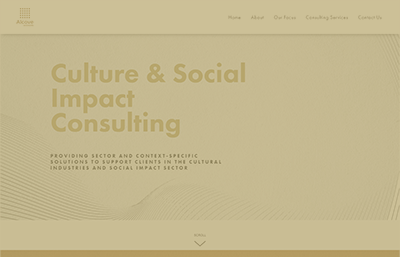 Home About Our Focus Consulting Services Contact Us
Culture & Social
Impact
Consulting
PROVIDING SECTOR AND CONTEXT-SPECIFIC
SOLUTIONS TO SUPPORT CLIENTS IN THE CULTURAL
INDUSTRIES AND SOCIAL IMPACT SECTOR
SCROLL